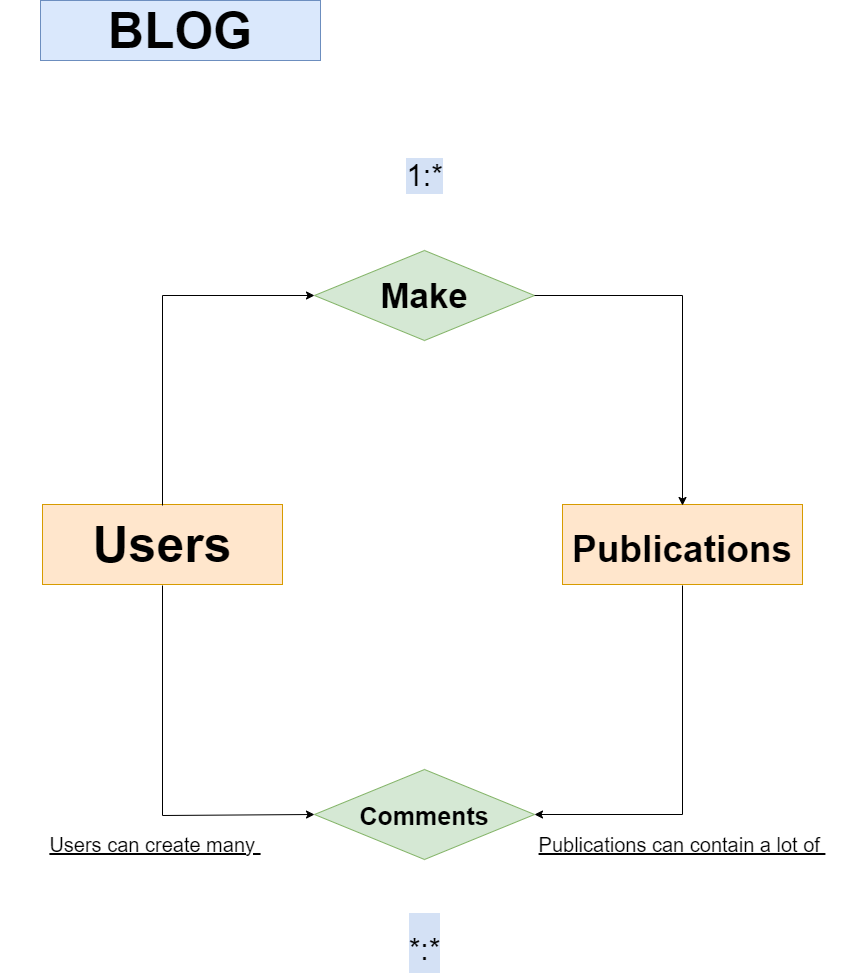 BLOG
1:*
Make
Users
Publications
Comments
Users can create many
Publications can contain a lot of
*:*